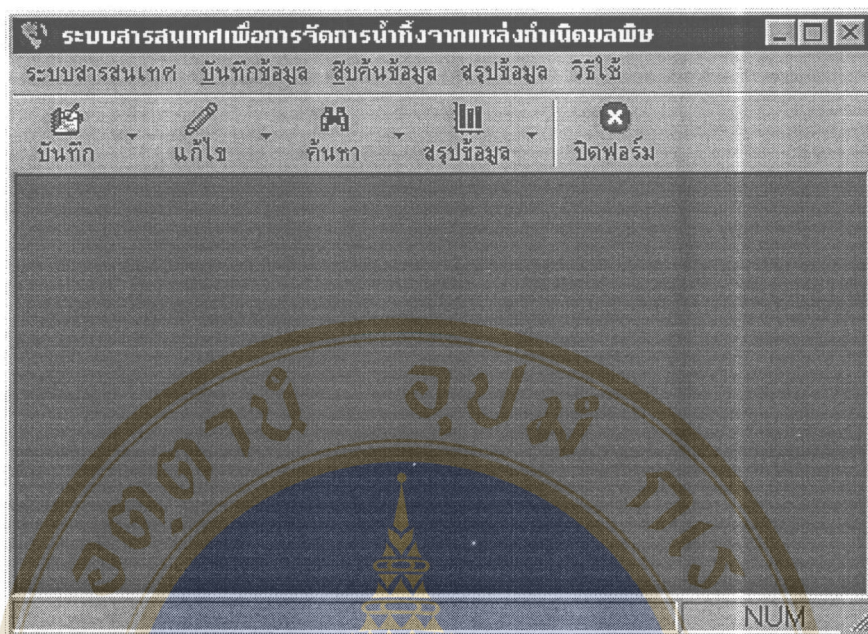 ระบบสารสนเทศเพื่อการจัดการน้ำทิ้งจากแหล่งกำเนิดมลพิษ
ระบบสารสนเทศ บันทึกข้อมูล สืบค้นข้อมูล สรุปข้อมูล วิธีใช้
บันทึก แก้ไข ค้นหา สรุปข้อมูล ปิดฟอร์ม
อตฺตานํ อุปมํ กเร
NUM